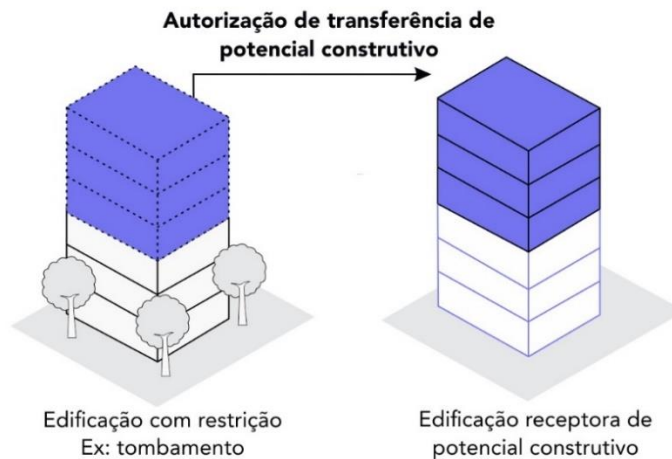 Autorização de transferência de
potencial construtivo
Edificação com restrição
Ex: tombamento
Edificação receptora de
potencial construtivo